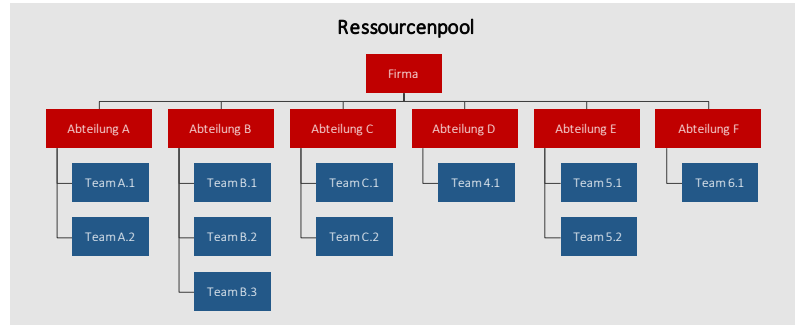 Ressourcenpool
Firma
Abteilung A
Abteilung B
Abteilung C
Abteilung D
Abteilung E
Abteilung F
Team A.1
Team B.1
Team C.1
Team 4.1
Team 5.1
Team 6.1
Team A.2
Team B.2
Team C.2
Team 5.2
Team B.3